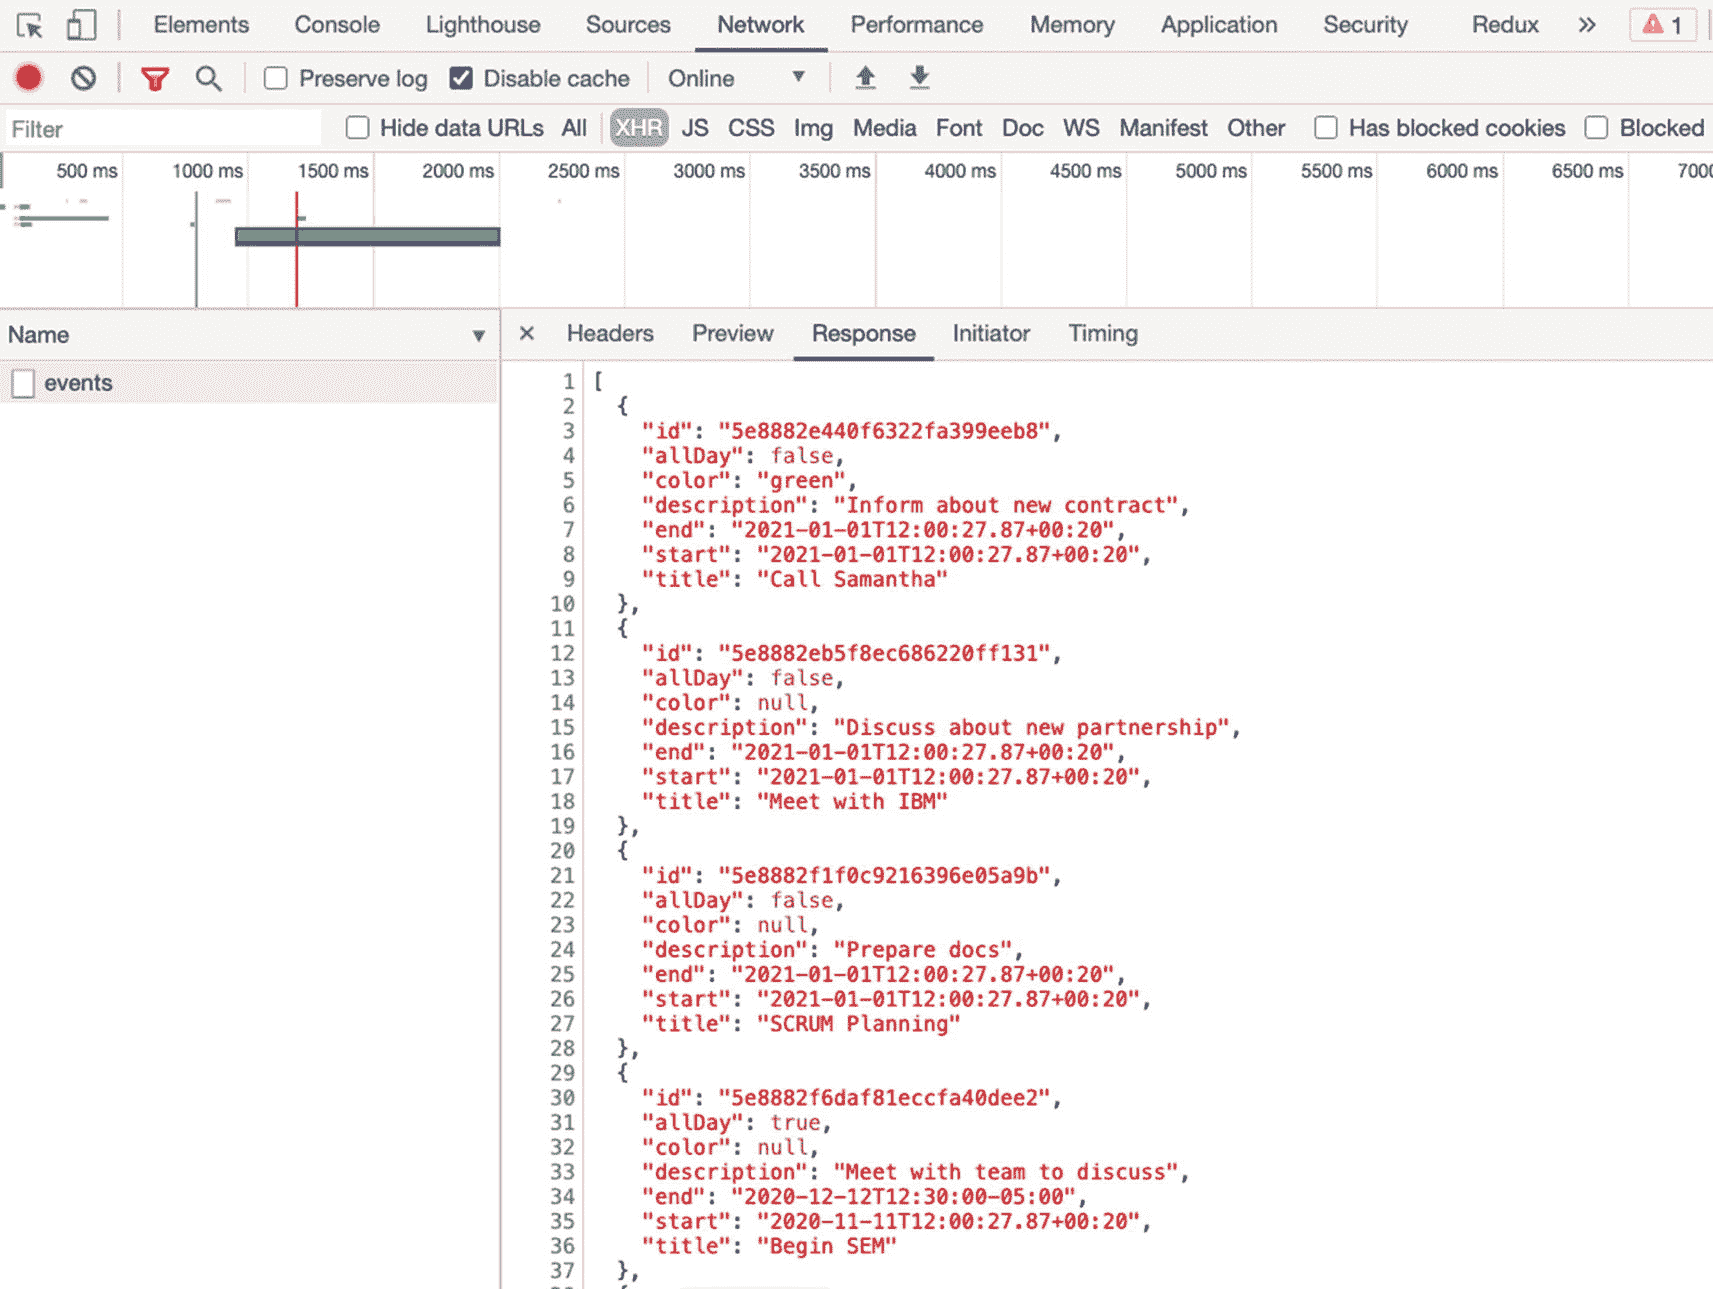 Elements Console Lighthouse Sources Network Performance Memory Application Security Redux » 1
Preserve log Disable cache Online
Filter Hide data URLs All XHR JS CSS Img Media Font Doc WS Manifest Other Has blocked cookies Blocked
500 ms 1000 ms 1500 ms 2000 ms 2500 ms 3000 ms 3500 ms 4000 ms 4500 ms 5000 ms 5500 ms 6000 ms 6500 ms
Name × Headers Preview Response Initiator Timing
events
1 [
2 {
3 "id": "5e8882e440f6322fa399eeb8",
4 "allDay": false,
5 "color": "green",
6 "description": "Inform about new contract",
7 "end": "2021-01-01T12:00:27.87+00:20",
8 "start": "2021-01-01T12:00:27.87+00:20",
9 "title": "Call Samantha"
10 },
11 {
12 "id": "5e8882eb5f8ec686220ff131",
13 "allDay": false,
14 "color": null,
15 "description": "Discuss about new partnership",
16 "end": "2021-01-01T12:00:27.87+00:20",
17 "start": "2021-01-01T12:00:27.87+00:20",
18 "title": "Meet with IBM"
19 },
20 {
21 "id": "5e8882f1f0c9216396e05a9b",
22 "allDay": false,
23 "color": null,
24 "description": "Prepare docs",
25 "end": "2021-01-01T12:00:27.87+00:20",
26 "start": "2021-01-01T12:00:27.87+00:20",
27 "title": "SCRUM Planning"
28 },
29 {
30 "id": "5e8882f6daf81eccfa40dee2",
31 "allDay": true,
32 "color": null,
33 "description": "Meet with team to discuss",
34 "end": "2020-12-12T12:30:00-05:00",
35 "start": "2020-11-11T12:00:27.87+00:20",
36 "title": "Begin SEM"
37 },